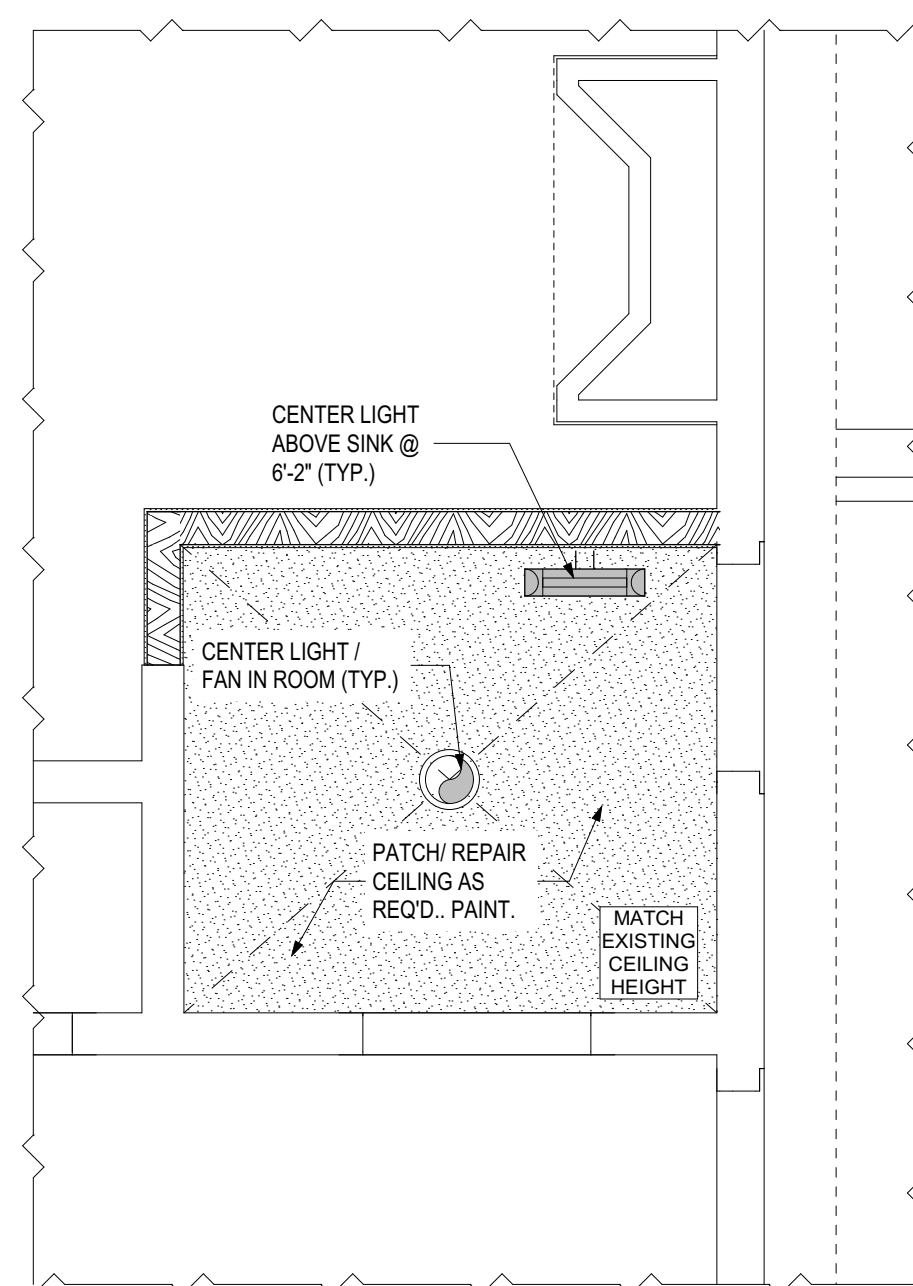 CENTER LIGHT
ABOVE SINK @
6'-2" (TYP.)
CENTER LIGHT /
FAN IN ROOM (TYP.)
PATCH/ REPAIR
CEILING AS
REQ'D.. PAINT.
MATCH
EXISTING
CEILING
HEIGHT